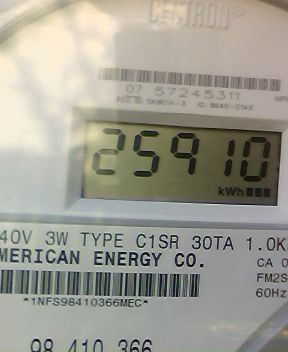 CENTRON®
07 57245311
25910
kWh
40V 3W TYPE C1SR 30TA 1.0K
MERICAN ENERGY CO. CA 0
FM2S
*1NFS98410366MEC* 60Hz
98 410 366